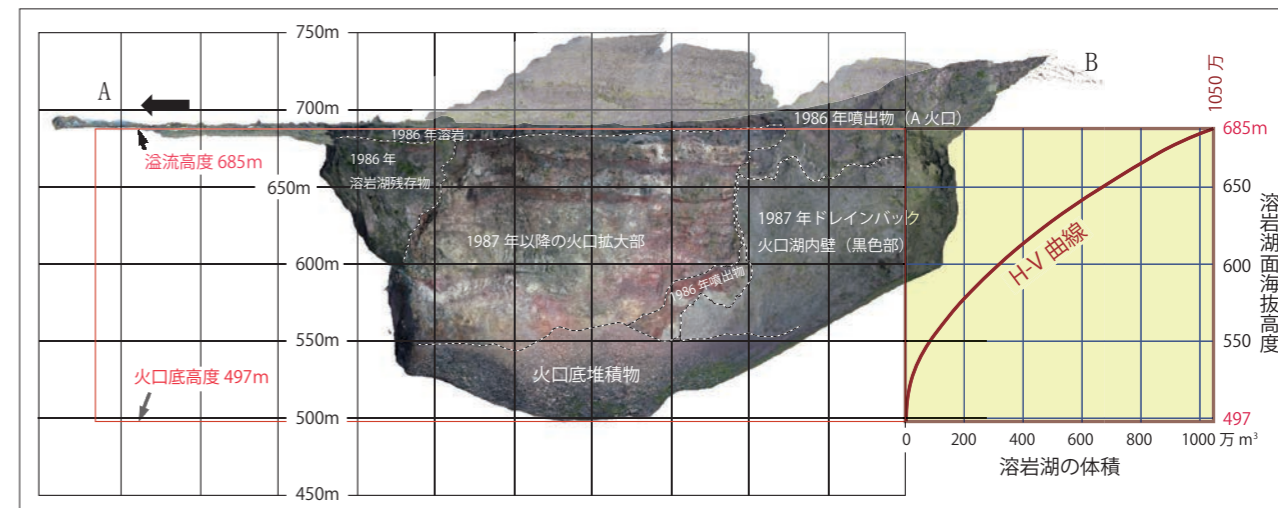 750m
700m
650m
600m
550m
500m
450m
A
B
溢流高度 685m
火口底高度 497m
1986 年溶岩
1986 年
溶岩湖残存物
1987 年以降の火口拡大部
1986 年噴出物（A 火口）
1987 年ドレインバック
火口湖内壁（黒色部）
986 年噴出物
火口底堆積物
H-V 曲線
1050 万
685m
650
600
550
497
溶岩湖面海抜高度
0
200
400
600
800
1000 万 m³
溶岩湖の体積